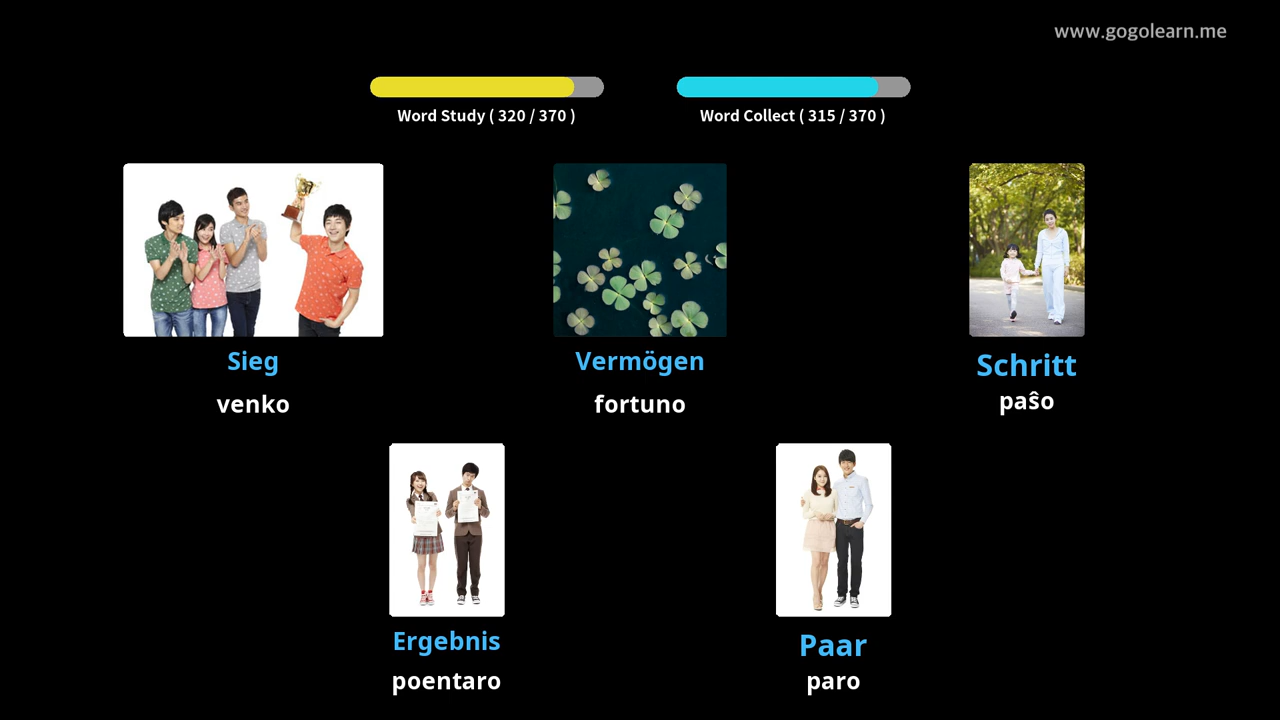 www.gogolearn.me
Word Study ( 320 / 370 )
Word Collect ( 315 / 370 )
Sieg
venko
Vermögen
fortuno
Schritt
paŝo
Ergebnis
poentaro
Paar
paro